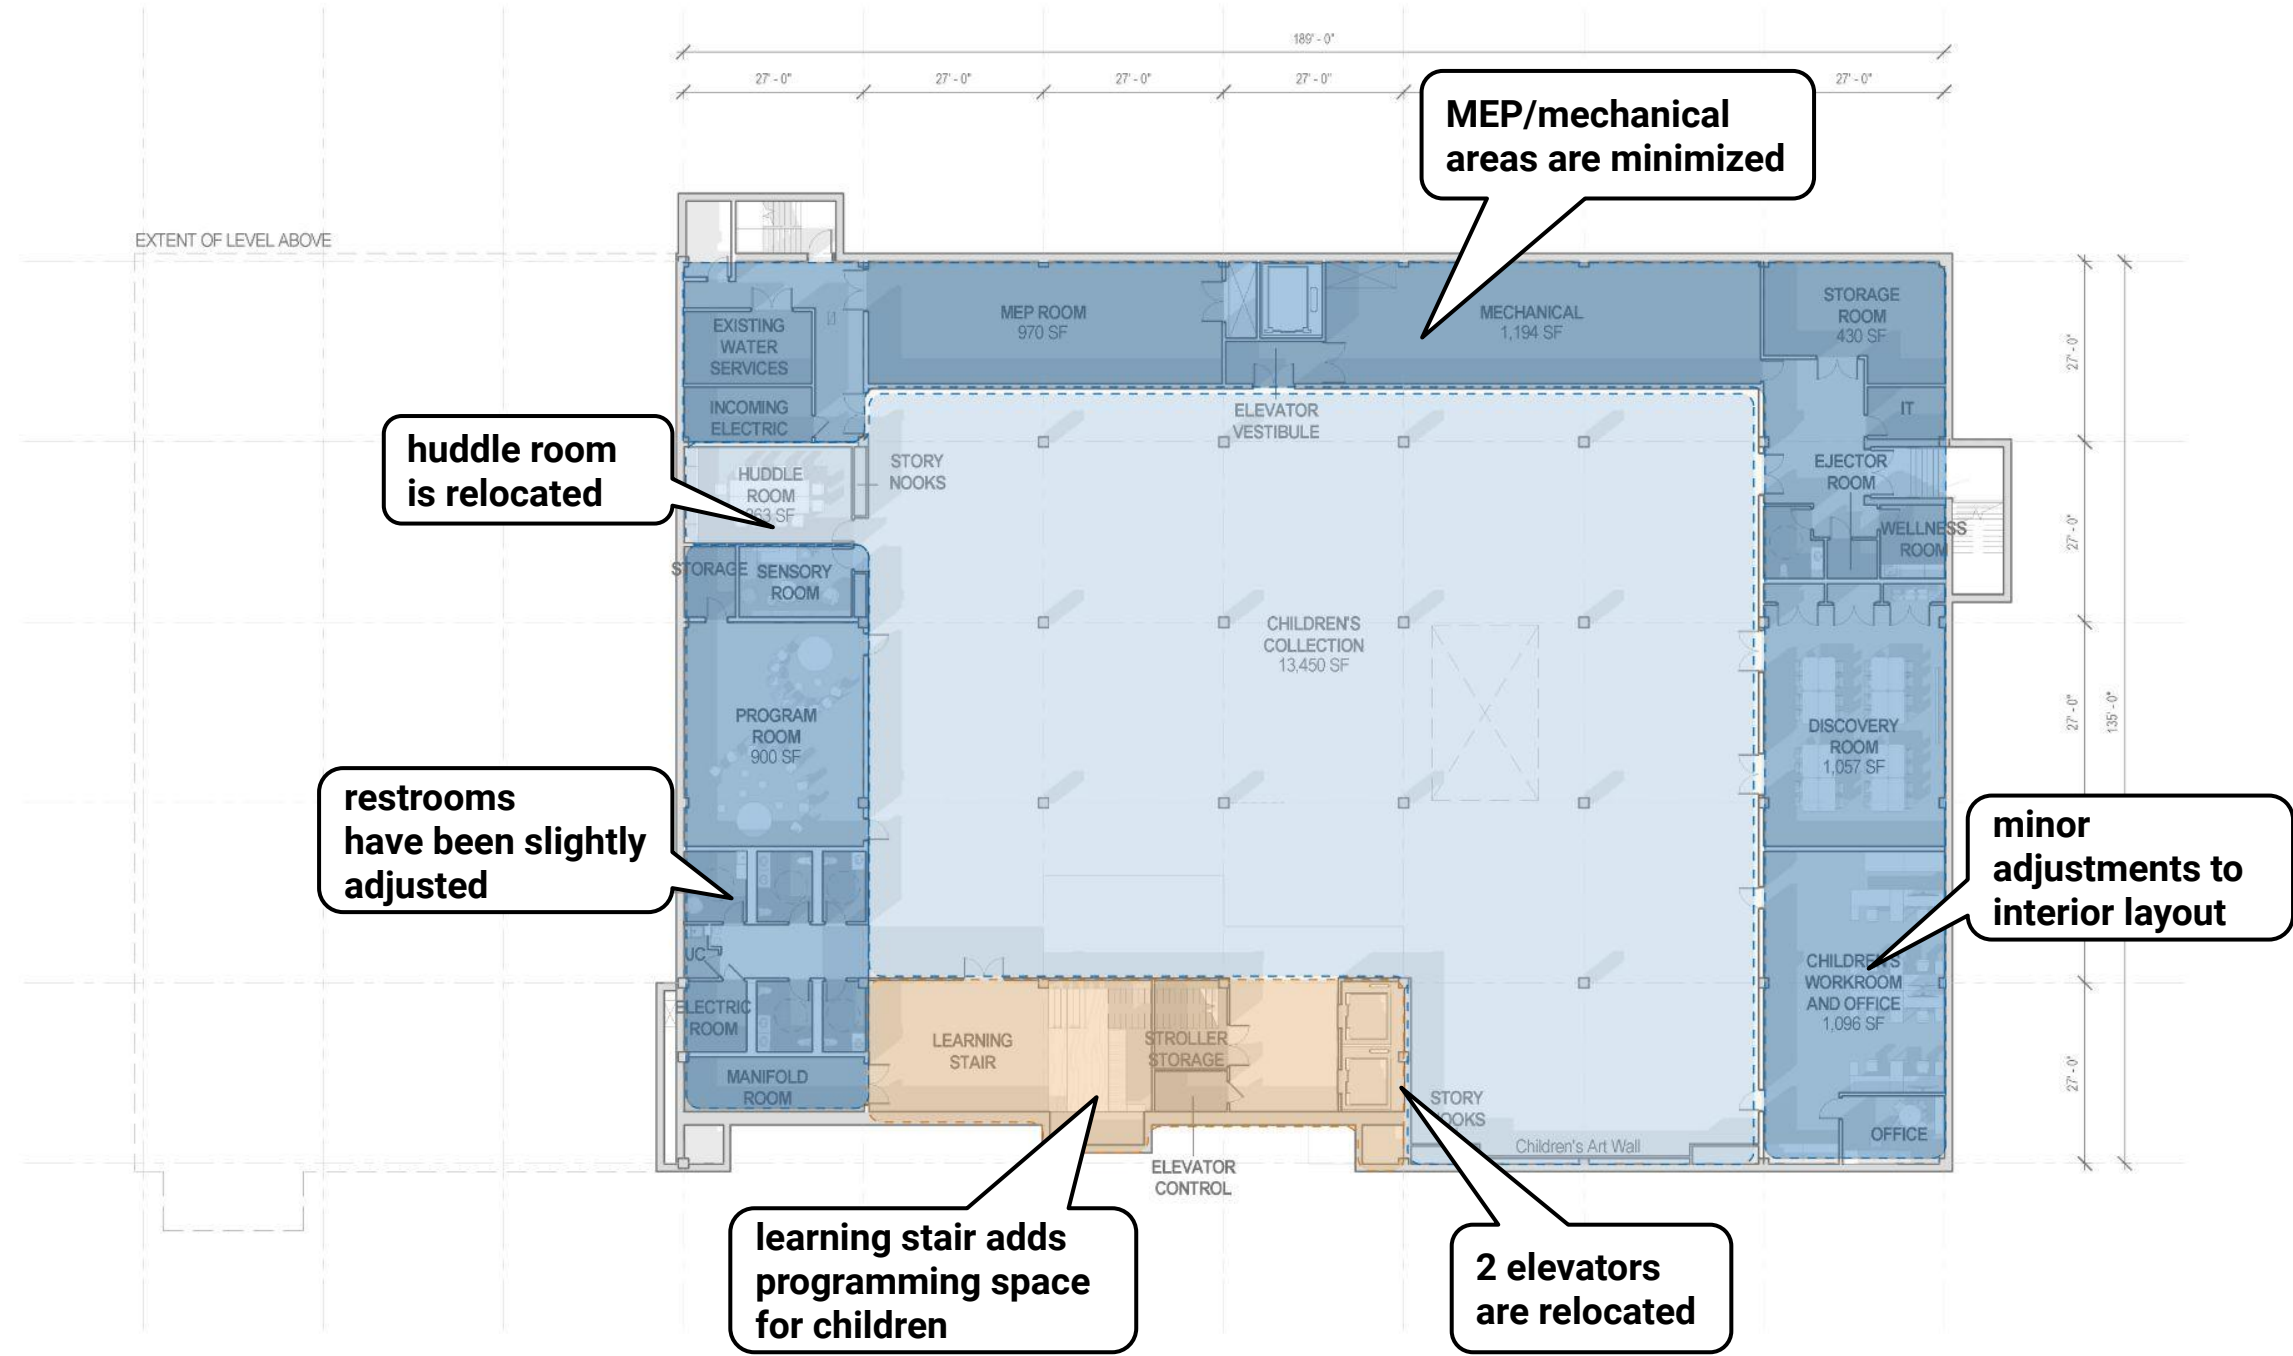 189' - 0"
27' - 0"
27' - 0"
27' - 0"
27' - 0"
27' - 0"
MEP/mechanical
areas are minimized
EXTENT OF LEVEL ABOVE
MEP ROOM
970 SF
MECHANICAL
1,194 SF
STORAGE
ROOM
430 SF
EXISTING
WATER
SERVICES
INCOMING
ELECTRIC
ELEVATOR
VESTIBULE
IT
27' - 0"
huddle room
is relocated
HUDDLE
ROOM
363 SF
STORY
NOOKS
EJECTOR
ROOM
WELLNESS
ROOM
27' - 0"
STORAGE
SENSORY
ROOM
CHILDREN'S
COLLECTION
13,450 SF
PROGRAM
ROOM
900 SF
DISCOVERY
ROOM
1,057 SF
27' - 0"
135' - 0"
restrooms
have been slightly
adjusted
minor
adjustments to
interior layout
UC
ELECTRIC
ROOM
CHILDREN'S
WORKROOM
AND OFFICE
1,096 SF
LEARNING
STAIR
STROLLER
STORAGE
MANIFOLD
ROOM
27' - 0"
STORY
NOOKS
Children's Art Wall
OFFICE
ELEVATOR
CONTROL
learning stair adds
programming space
for children
2 elevators
are relocated